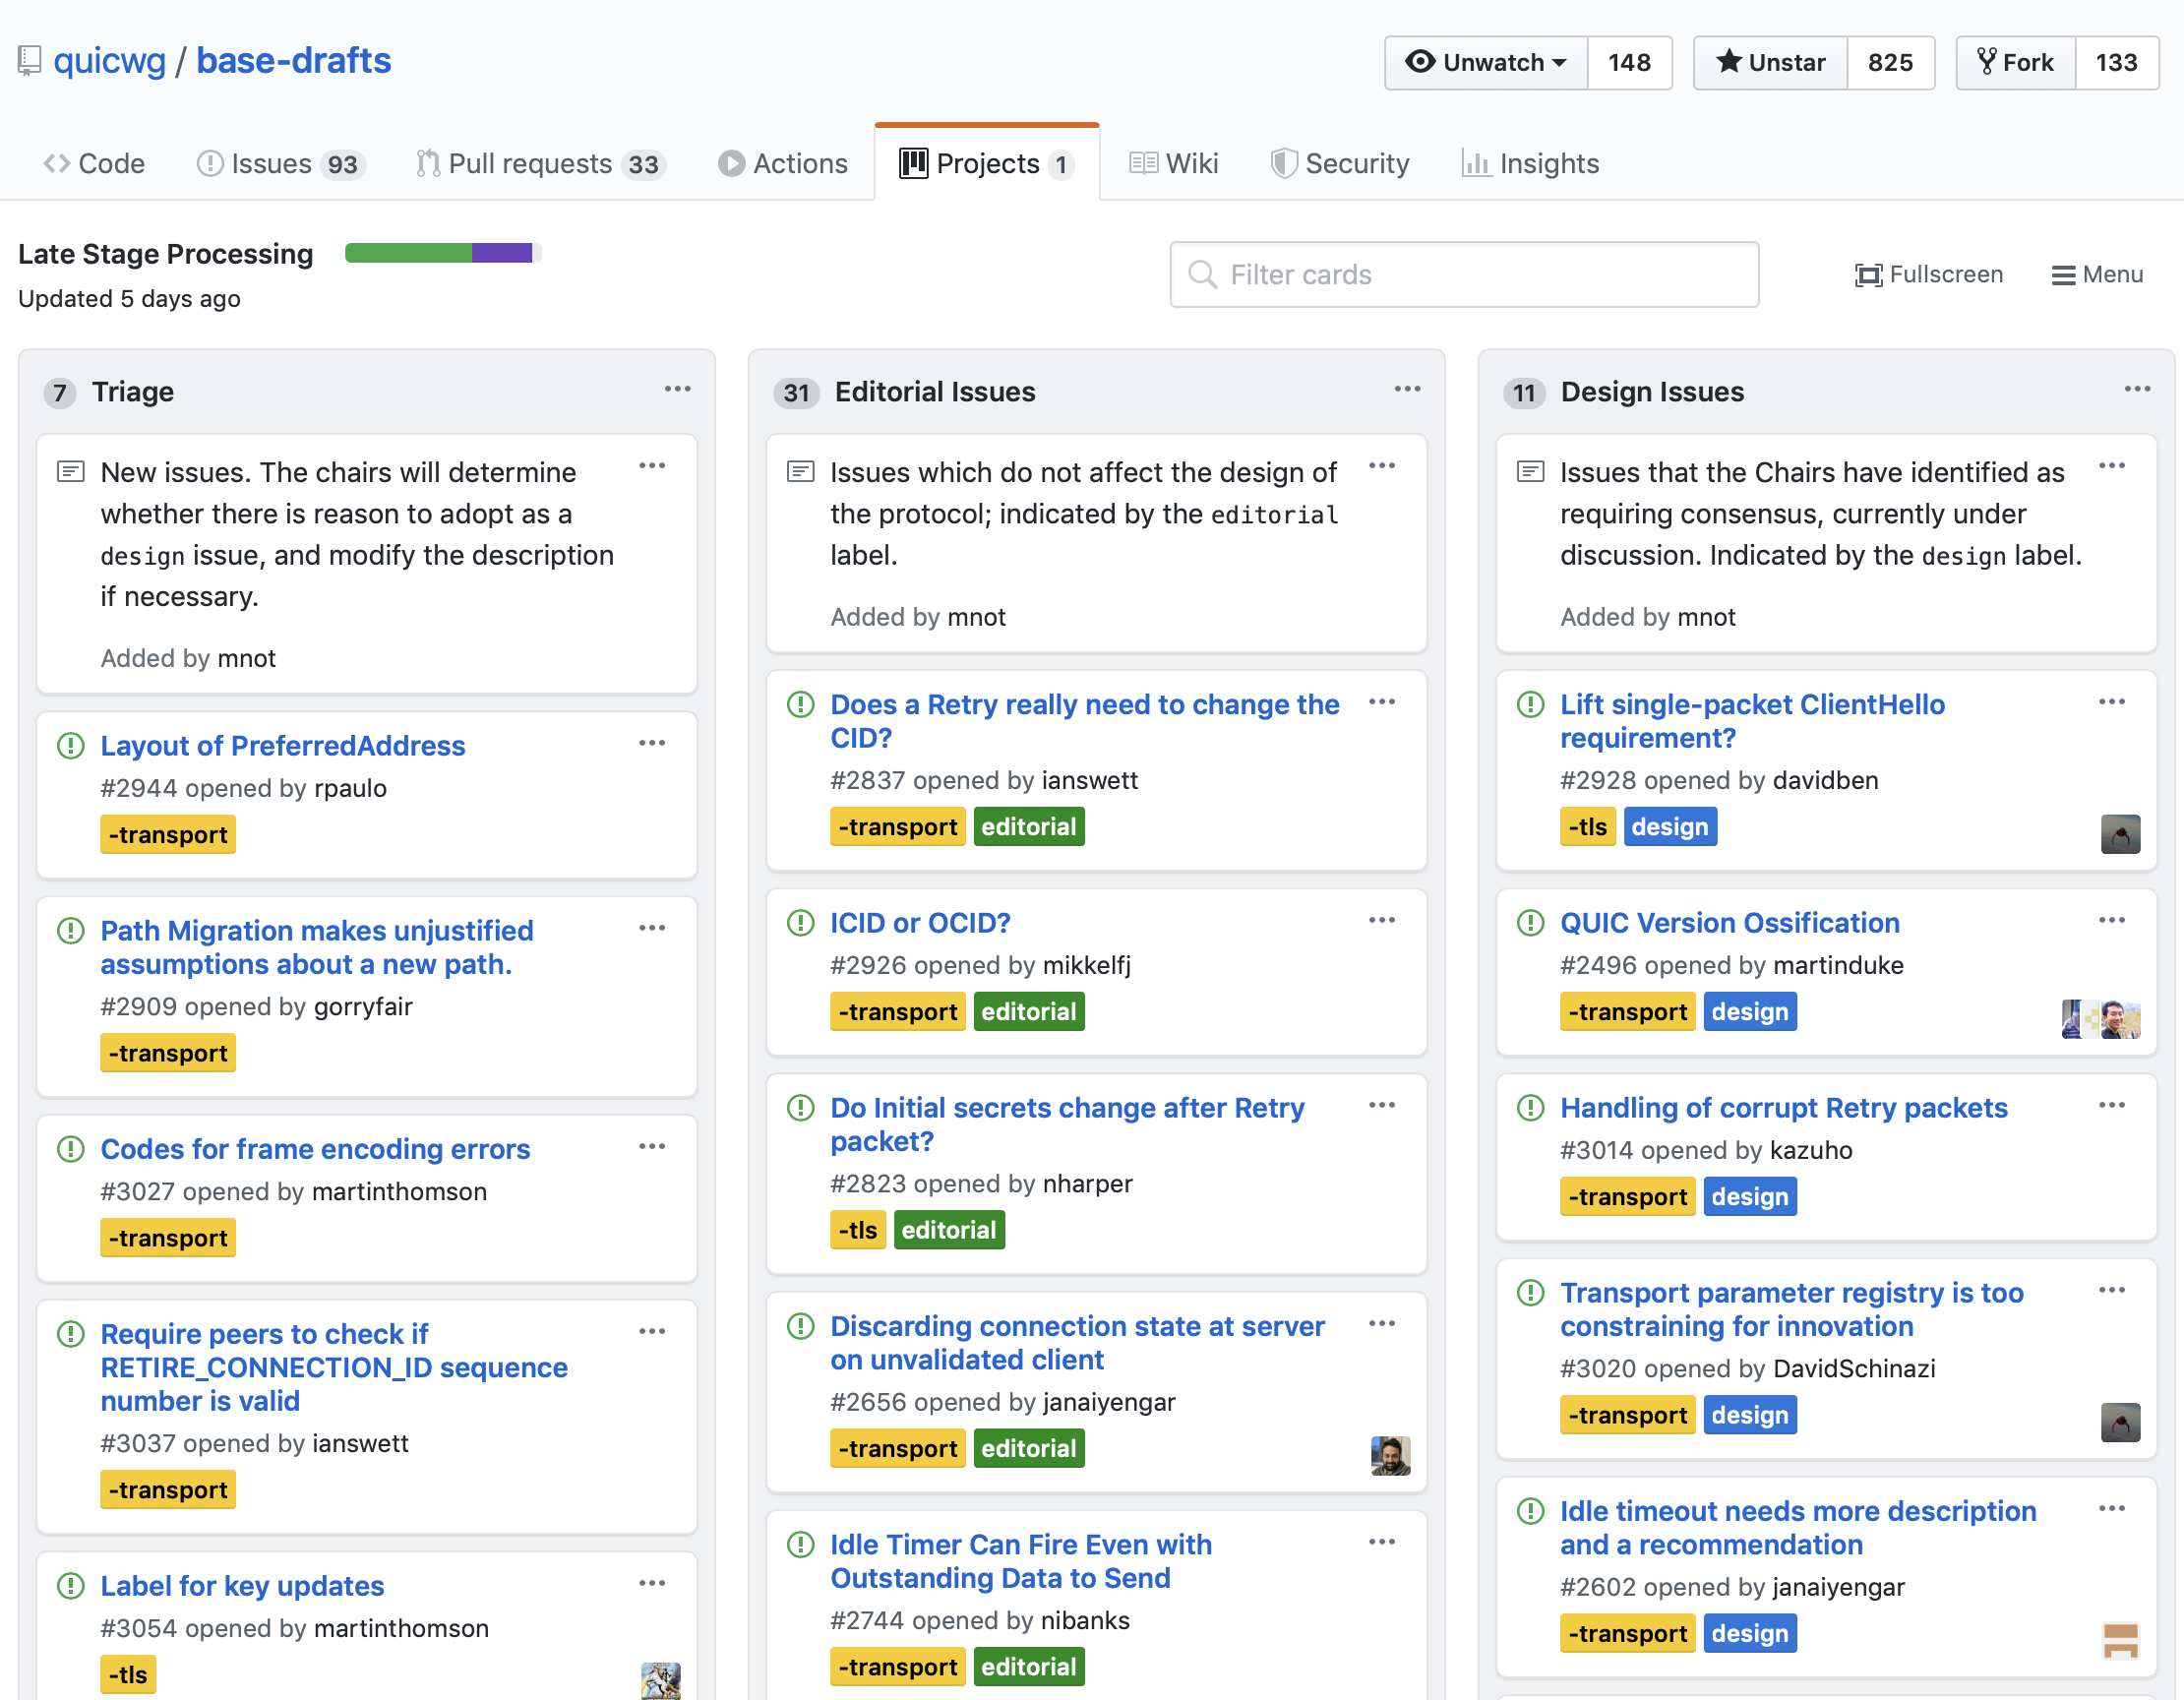 quicwg / base-drafts
Unwatch 148
Unstar 825
Fork 133
Code
Issues 93
Pull requests 33
Actions
Projects 1
Wiki
Security
Insights
Late Stage Processing
Updated 5 days ago
Filter cards
Fullscreen
Menu
7 Triage
New issues. The chairs will determine
whether there is reason to adopt as a
design issue, and modify the description
if necessary.
Added by mnot
Layout of PreferredAddress
#2944 opened by rpaulo
-transport
Path Migration makes unjustified
assumptions about a new path.
#2909 opened by gorryfair
-transport
Codes for frame encoding errors
#3027 opened by martinthomson
-transport
Require peers to check if
RETIRE_CONNECTION_ID sequence
number is valid
#3037 opened by ianswett
-transport
Label for key updates
#3054 opened by martinthomson
-tls
31 Editorial Issues
Issues which do not affect the design of
the protocol; indicated by the editorial
label.
Added by mnot
Does a Retry really need to change the
CID?
#2837 opened by ianswett
-transport editorial
ICID or OCID?
#2926 opened by mikkelfj
-transport editorial
Do Initial secrets change after Retry
packet?
#2823 opened by nharper
-tls editorial
Discarding connection state at server
on unvalidated client
#2656 opened by janaiyengar
-transport editorial
Idle Timer Can Fire Even with
Outstanding Data to Send
#2744 opened by nibanks
-transport editorial
11 Design Issues
Issues that the Chairs have identified as
requiring consensus, currently under
discussion. Indicated by the design label.
Added by mnot
Lift single-packet ClientHello
requirement?
#2928 opened by davidben
-tls design
QUIC Version Ossification
#2496 opened by martinduke
-transport design
Handling of corrupt Retry packets
#3014 opened by kazuho
-transport design
Transport parameter registry is too
constraining for innovation
#3020 opened by DavidSchinazi
-transport design
Idle timeout needs more description
and a recommendation
#2602 opened by janaiyengar
-transport design